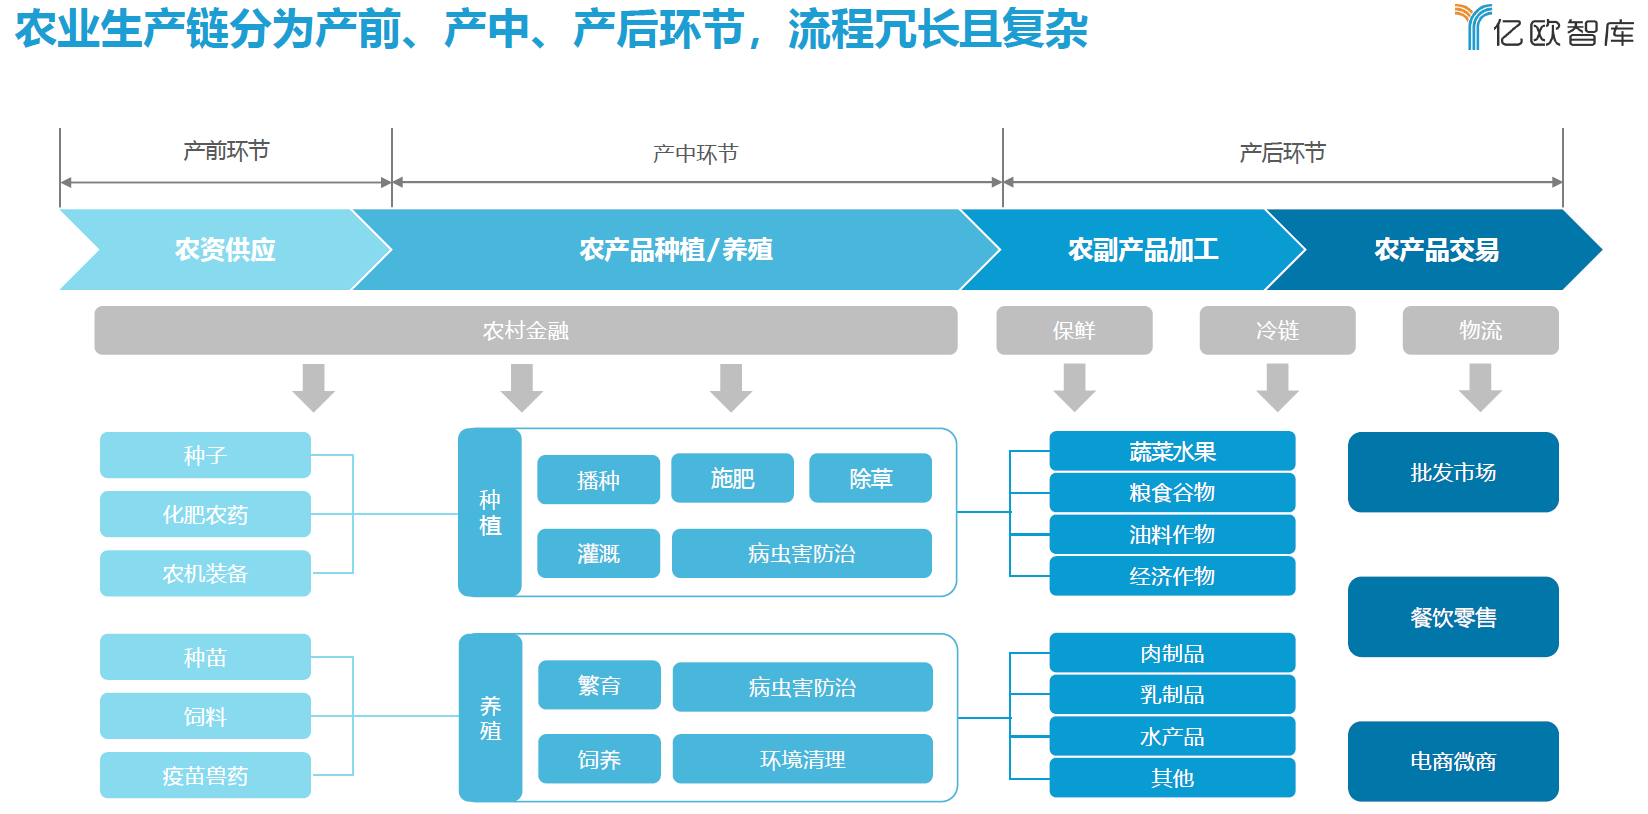 农业生产链分为产前、产中、产后环节，流程冗长且复杂
亿欧智库
产前环节
产中环节
产后环节
农资供应
农产品种植/养殖
农副产品加工
农产品交易
农村金融
保鲜
冷链
物流
种子
化肥农药
农机装备
种植
播种
施肥
除草
灌溉
病虫害防治
蔬菜水果
粮食谷物
油料作物
经济作物
批发市场
餐饮零售
电商微商
种苗
饲料
疫苗兽药
养殖
繁育
病虫害防治
饲养
环境清理
肉制品
乳制品
水产品
其他